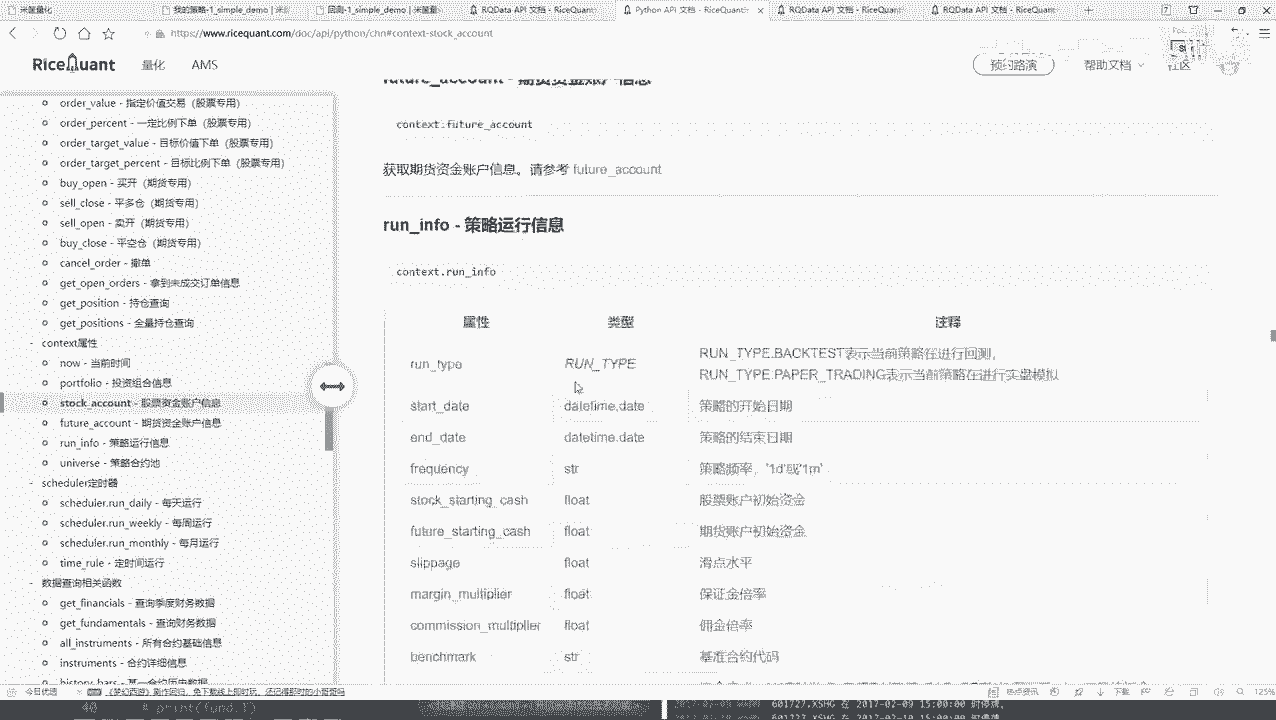 米筐量化
我的策略-1_simple_demo | 米筐
回测-1_simple_demo | 米筐量
RQData API 文档 - RiceQuan
Python API 文档 - RiceQuant
RQData API 文档 - RiceQuant
RQData API 文档 - RiceQuan
https://www.ricequant.com/doc/api/python/chn#context-stock_account
RiceQuant
量化
AMS
预约路演
帮助文档
社区
order_value - 指定价值交易（股票专用）
order_percent - 一定比例下单（股票专用）
order_target_value - 目标价值下单（股票专用）
order_target_percent - 目标比例下单（股票专用）
buy_open - 买开（期货专用）
sell_close - 平多仓（期货专用）
sell_open - 卖开（期货专用）
buy_close - 平空仓（期货专用）
cancel_order - 撤单
get_open_orders - 拿到未成交订单信息
get_position - 持仓查询
get_positions - 全量持仓查询
- context属性
now - 当前时间
portfolio - 投资组合信息
stock_account - 股票资金账户信息
future_account - 期货资金账户信息
run_info - 策略运行信息
universe - 策略合约池
- scheduler定时器
scheduler.run_daily - 每天运行
scheduler.run_weekly - 每周运行
scheduler.run_monthly - 每月运行
time_rule - 定时间运行
- 数据查询相关函数
get_financials - 查询季度财务数据
get_fundamentals - 查询财务数据
all_instruments - 所有合约基础信息
instruments - 合约详细信息
history_bars - 某一合约历史数据
future_account - 期货资金账户信息
context.future_account
获取期货资金账户信息。请参考 future_account
run_info - 策略运行信息
context.run_info
属性 类型 注释
run_type RUN_TYPE RUN_TYPE.BACKTEST表示当前策略在进行回测，
RUN_TYPE.PAPER_TRADING表示当前策略在进行实盘模拟
start_date datetime.date 策略的开始日期
end_date datetime.date 策略的结束日期
frequency str 策略频率，'1d'或'1m'
stock_starting_cash float 股票账户初始资金
future_starting_cash float 期货账户初始资金
slippage float 滑点水平
margin_multiplier float 保证金倍率
commission_multiplier float 佣金倍率
benchmark str 基准合约代码
今日优选
热点资讯
下载
125%
40 # print(fund.T)
601727.XSHG 在 2017-02-09 15:00:00 时停牌,
601727.XSHG 在 2017-02-10 15:00:00 时停牌,